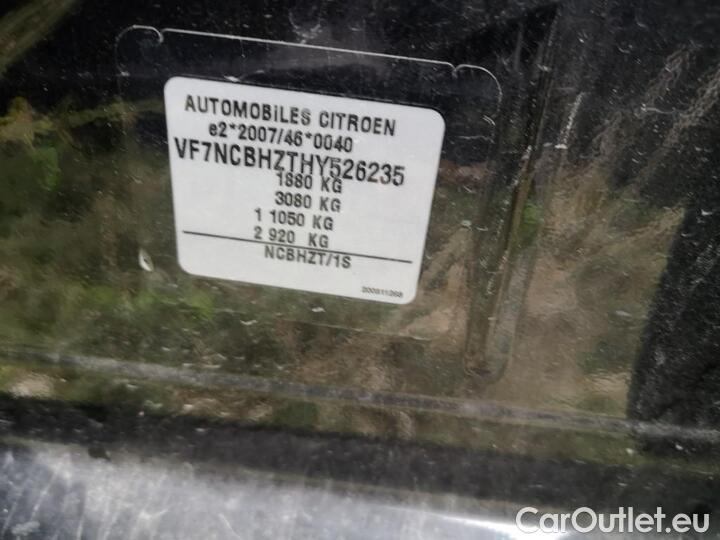 AUTOMOBILES CITROEN
e2*2007/46*0040
VF7NCBHZTHY526235
1880 KG
3080 KG
1 1050 KG
2 920 KG
NCBHZT/1S
200811268
CarOutlet.eu